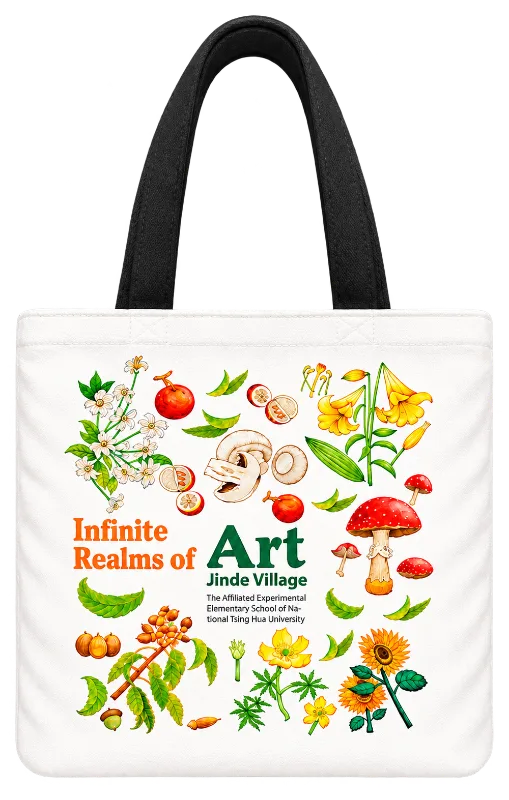 Infinite
Realms of Art
Jinde Village
The Affiliated Experimental
Elementary School of Na-
tional Tsing Hua University